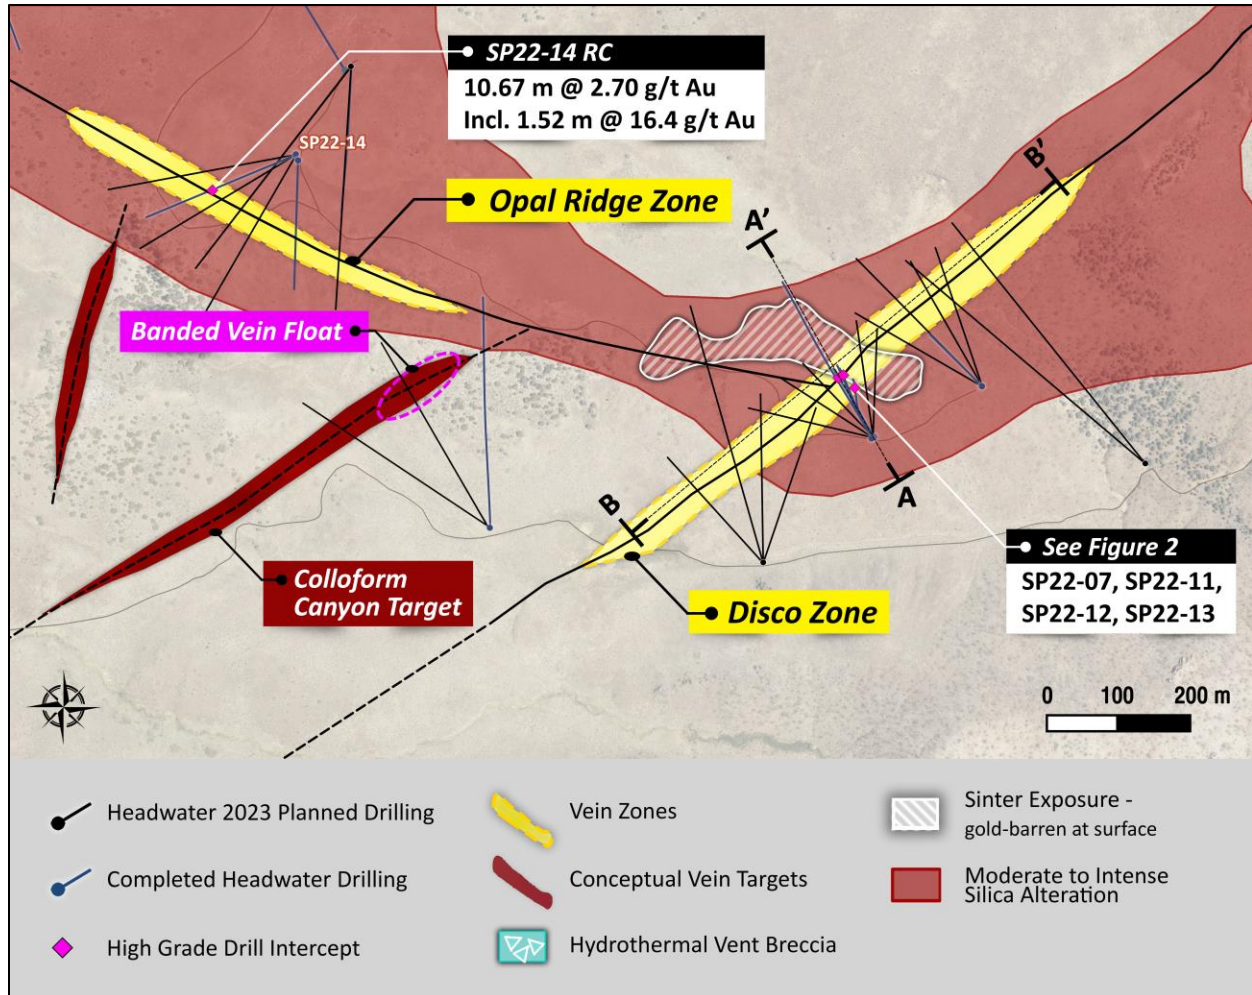 SP22-14 RC
10.67 m @ 2.70 g/t Au
Incl. 1.52 m @ 16.4 g/t Au
SP22-14
Opal Ridge Zone
B'
A'
Banded Vein Float
A
B
See Figure 2
SP22-07, SP22-11,
SP22-12, SP22-13
Colloform
Canyon Target
Disco Zone
0 100 200 m
Headwater 2023 Planned Drilling
Completed Headwater Drilling
High Grade Drill Intercept
Vein Zones
Conceptual Vein Targets
Hydrothermal Vent Breccia
Sinter Exposure -
gold-barren at surface
Moderate to Intense
Silica Alteration